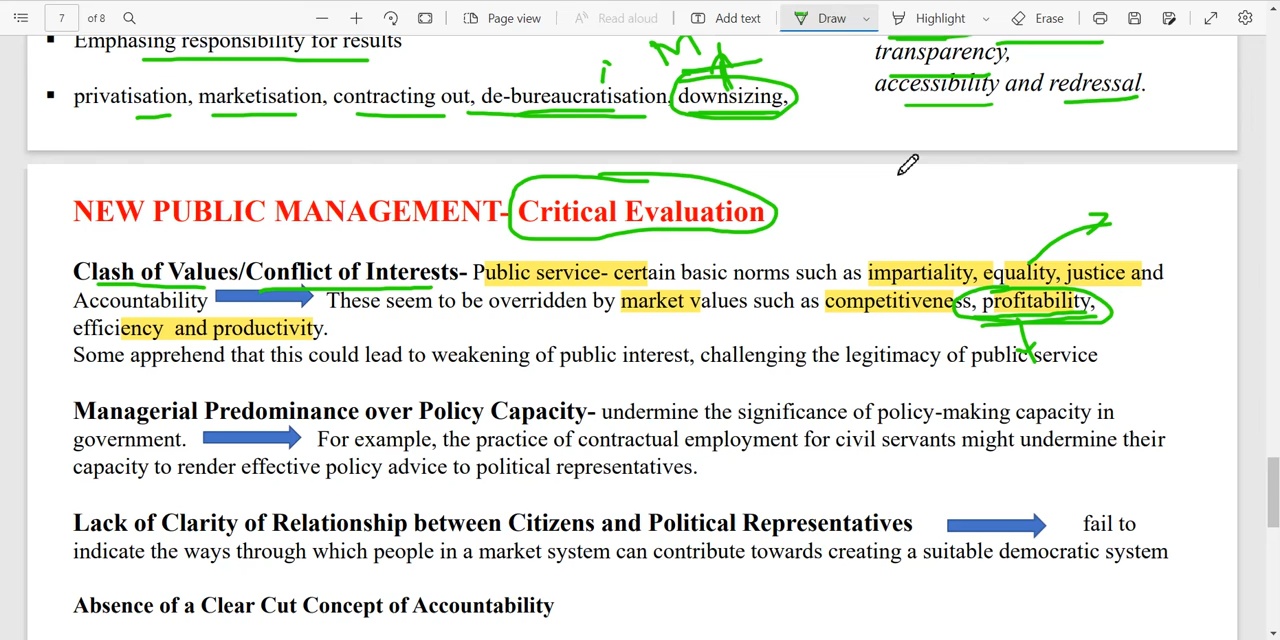 7 of 8 Page view Read aloud Add text Draw Highlight Erase
Emphasing responsibility for results
transparency,
privatisation, marketisation, contracting out, de-bureaucratisation, downsizing,
accessibility and redressal.
NEW PUBLIC MANAGEMENT- Critical Evaluation
Clash of Values/Conflict of Interests- Public service- certain basic norms such as impartiality, equality, justice and
Accountability These seem to be overridden by market values such as competitiveness, profitability,
efficiency and productivity.
Some apprehend that this could lead to weakening of public interest, challenging the legitimacy of public service
Managerial Predominance over Policy Capacity- undermine the significance of policy-making capacity in
government. For example, the practice of contractual employment for civil servants might undermine their
capacity to render effective policy advice to political representatives.
Lack of Clarity of Relationship between Citizens and Political Representatives fail to
indicate the ways through which people in a market system can contribute towards creating a suitable democratic system
Absence of a Clear Cut Concept of Accountability